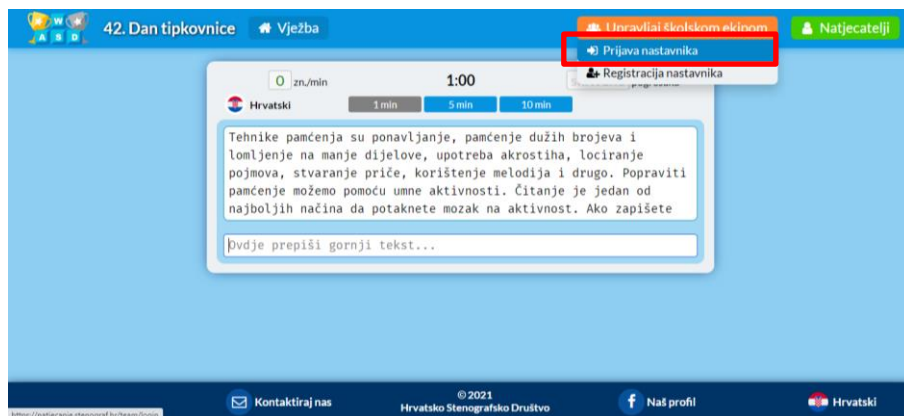 W
A S D
42. Dan tipkovnice
Vježba
Upravljaj školskom ekipom
Natjecatelji
Prijava nastavnika
Registracija nastavnika
0 zn./min
1:00
Hrvatski
1 min
5 min
10 min
Tehnike pamćenja su ponavljanje, pamćenje dužih brojeva i
lomljenje na manje dijelove, upotreba akrostiha, lociranje
pojmova, stvaranje priče, korištenje melodija i drugo. Popraviti
pamćenje možemo pomoću umne aktivnosti. Čitanje je jedan od
najboljih načina da potaknete mozak na aktivnost. Ako zapišete
Ovdje prepiši gornji tekst...
Kontaktiraj nas
© 2021
Hrvatsko Stenografsko Društvo
Naš profil
Hrvatski